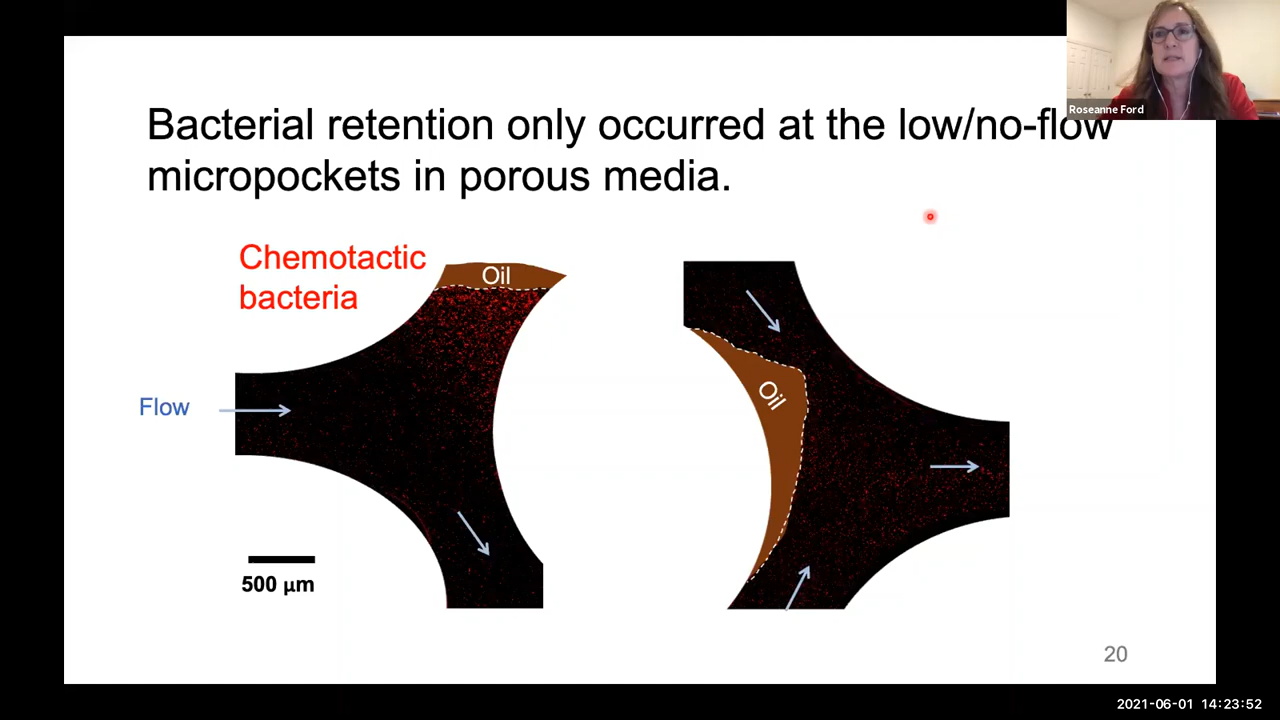 Roseanne Ford
Bacterial retention only occurred at the low/no-flow
micropockets in porous media.
Chemotactic
bacteria
Oil
Flow
500 µm
Oil
20
2021-06-01 14:23:52